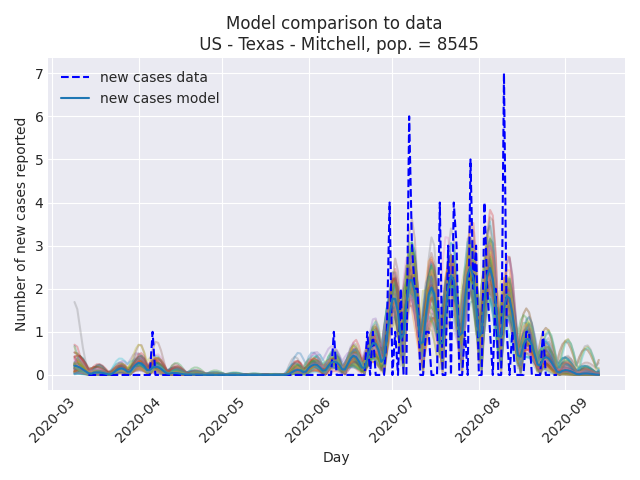 Model comparison to data
US - Texas - Mitchell, pop. = 8545
new cases data
new cases model
Number of new cases reported
7
6
5
4
3
2
1
0
2020-03
2020-04
2020-05
2020-06
2020-07
2020-08
2020-09
Day